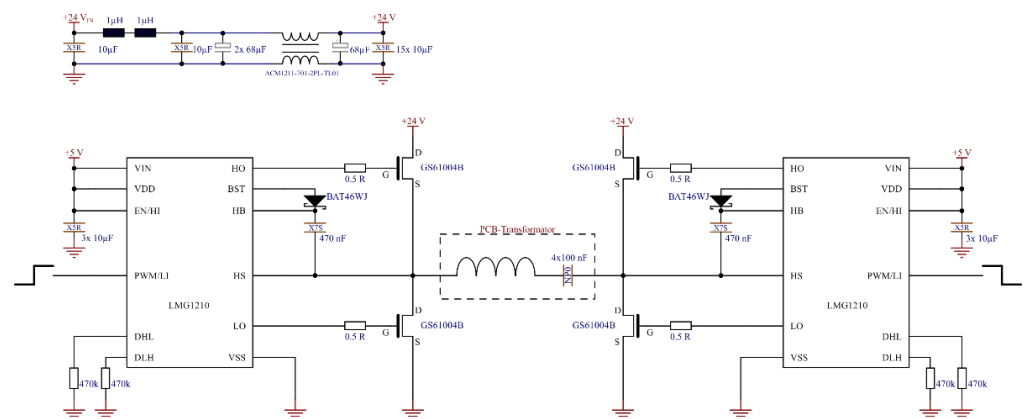 +24 V_IN
1µH
1µH
+24 V
X5R
10µF
X5R
10µF
2x 68µF
68µF
X5R
15x 10µF
ACM1211-701-2PL-TL01
+24 V
+24 V
+5 V
+5 V
VIN
VDD
EN/HI
PWM/LI
DHL
DLH
HO
BST
HB
HS
LO
VSS
LMG1210
X5R
3x 10µF
470k
470k
0.5 R
G
D
S
GS61004B
BAT46WJ
X7S
470 nF
0.5 R
G
D
S
GS61004B
PCB-Transformator
4x100 nF
NP0
D
GS61004B
G
S
0.5 R
BAT46WJ
X7S
470 nF
D
GS61004B
G
S
0.5 R
HO
BST
HB
HS
LO
VSS
LMG1210
VIN
VDD
EN/HI
PWM/LI
DHL
DLH
X5R
3x 10µF
470k
470k